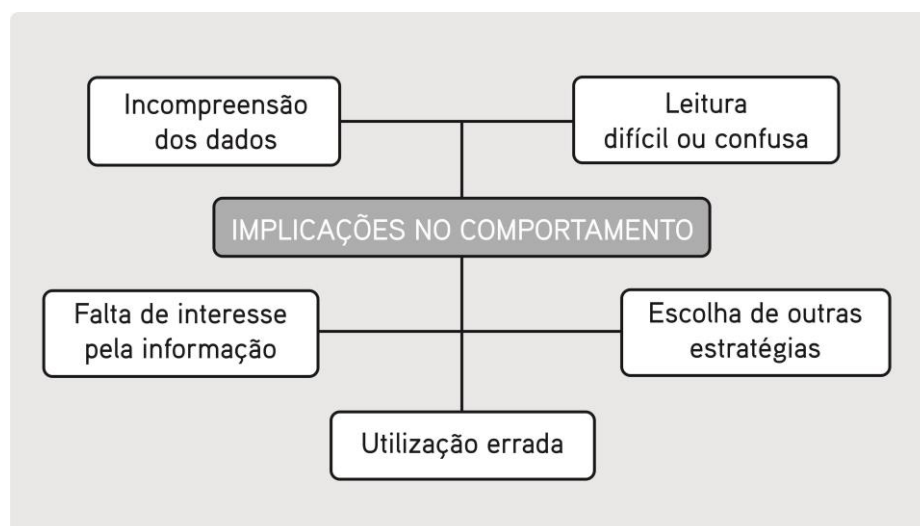 Incompreensão
dos dados
Leitura
difícil ou confusa
IMPLICAÇÕES NO COMPORTAMENTO
Falta de interesse
pela informação
Escolha de outras
estratégias
Utilização errada